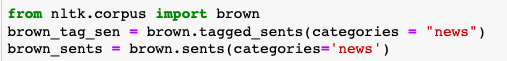 from nltk.corpus import brown
brown_tag_sen = brown.tagged_sents(categories = "news")
brown_sents = brown.sents(categories='news')